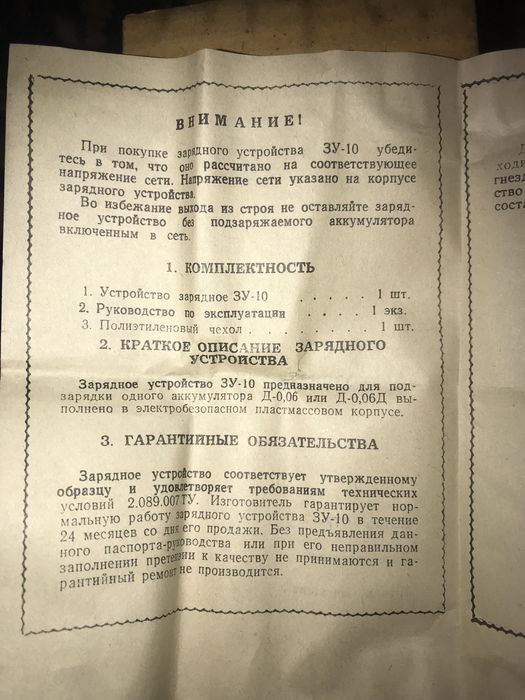 ВНИМАНИЕ!
При покупке зарядного устройства ЗУ-10 убеди-
тесь в том, что оно рассчитано на соответствующее
напряжение сети. Напряжение сети указано на корпусе
зарядного устройства.
Во избежание выхода из строя не оставляйте заряд-
ное устройство без подзаряжаемого аккумулятора
включенным в сеть.
1. КОМПЛЕКТНОСТЬ
1. Устройство зарядное ЗУ-10 . . . . . 1 шт.
2. Руководство по эксплуатации . . . . 1 экз.
3. Полиэтиленовый чехол . . . . . . . . 1 шт.
2. КРАТКОЕ ОПИСАНИЕ ЗАРЯДНОГО
УСТРОЙСТВА
Зарядное устройство ЗУ-10 предназначено для под-
зарядки одного аккумулятора Д-0,06 или Д-0,06Д вы-
полнено в электробезопасном пластмассовом корпусе.
3. ГАРАНТИЙНЫЕ ОБЯЗАТЕЛЬСТВА
Зарядное устройство соответствует утвержденному
образцу и удовлетворяет требованиям технических
условий 2.089.007ТУ. Изготовитель гарантирует нор-
мальную работу зарядного устройства ЗУ-10 в течение
24 месяцев со дня его продажи. Без предъявления дан-
ного паспорта-руководства или при его неправильном
заполнении претензии к качеству не принимаются и га-
рантийный ремонт не производится.
ходи
гнезд
ство
соста